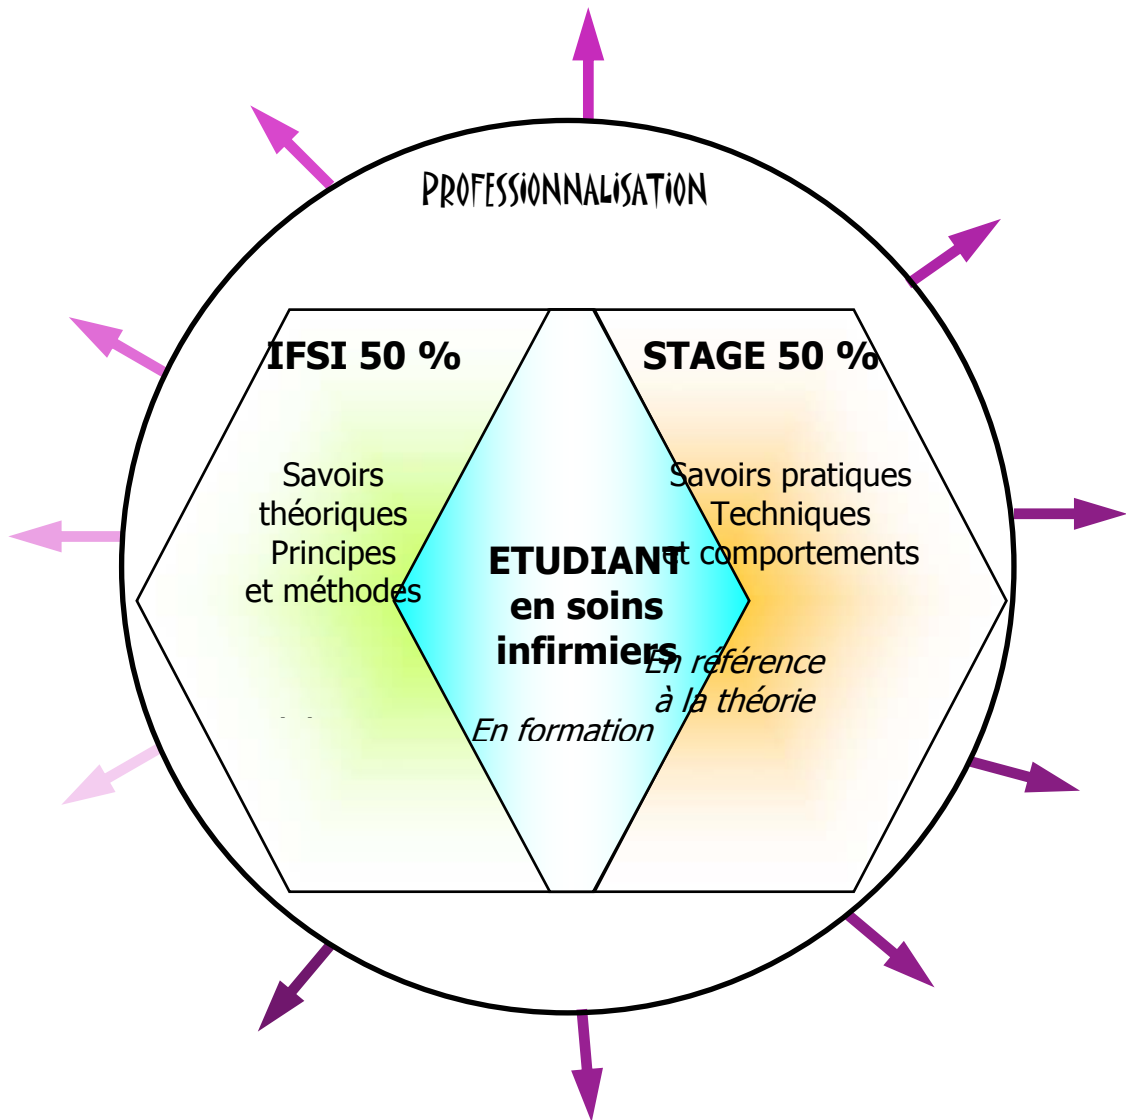 PROFESSIONNALISATION
IFSI 50 %
Savoirs
théoriques
Principes
et méthodes
ETUDIANT
en soins
infirmiers
En formation
STAGE 50 %
Savoirs pratiques
Techniques
et comportements
En référence
à la théorie